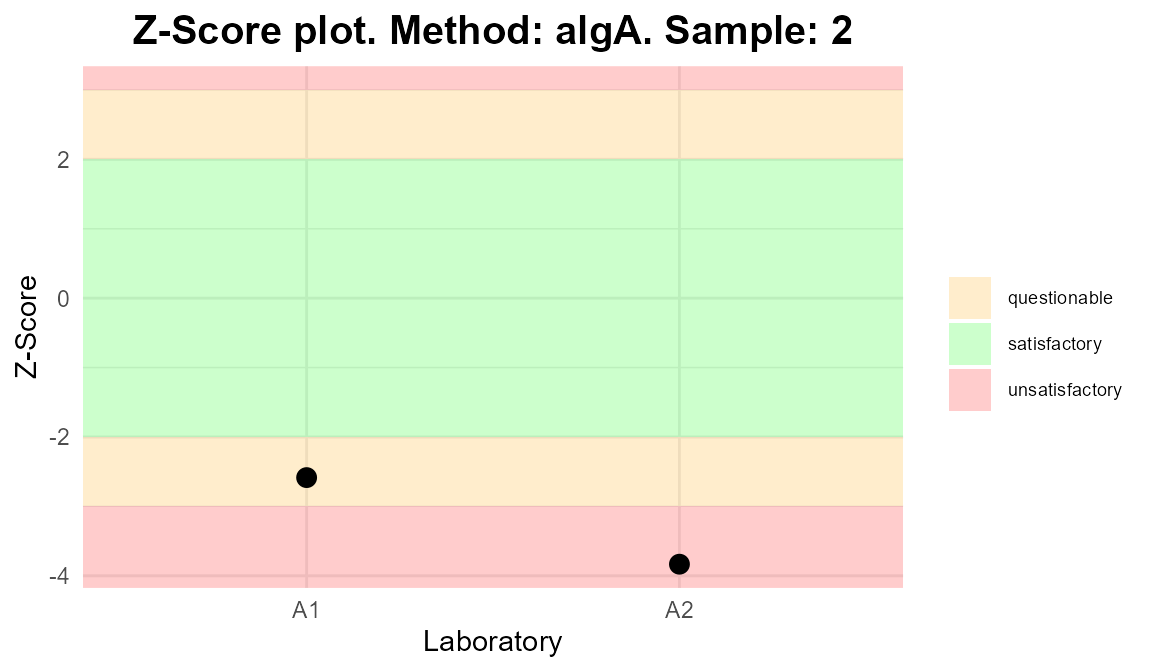 Z-Score plot. Method: algA. Sample: 2
Z-Score
2
0
-2
-4
A1
A2
Laboratory
questionable
satisfactory
unsatisfactory